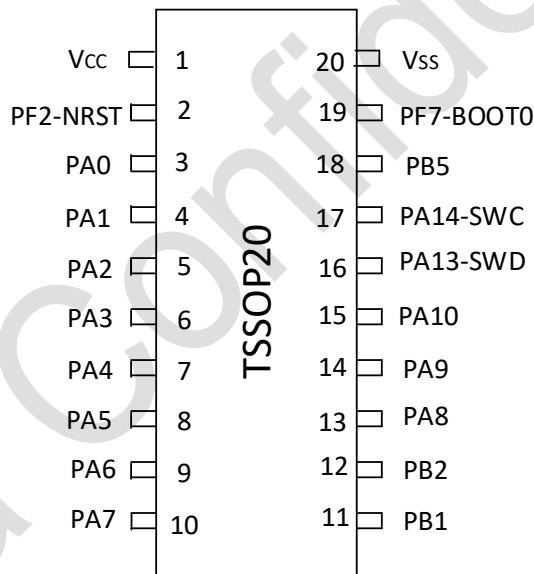 Vcc 1 20 Vss
PF2-NRST 2 19 PF7-BOOT0
PA0 3 18 PB5
PA1 4 17 PA14-SWC
PA2 5 16 PA13-SWD
PA3 6 15 PA10
PA4 7 14 PA9
PA5 8 13 PA8
PA6 9 12 PB2
PA7 10 11 PB1
TSSOP20